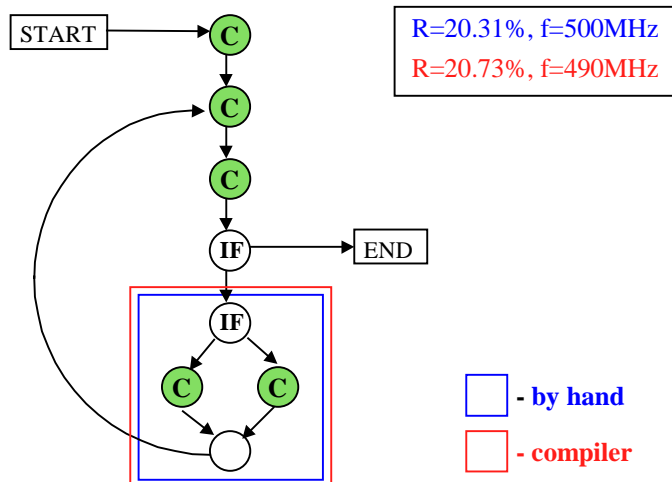 START
C
R=20.31%, f=500MHz
R=20.73%, f=490MHz
C
C
IF
END
IF
C
C
- by hand
- compiler